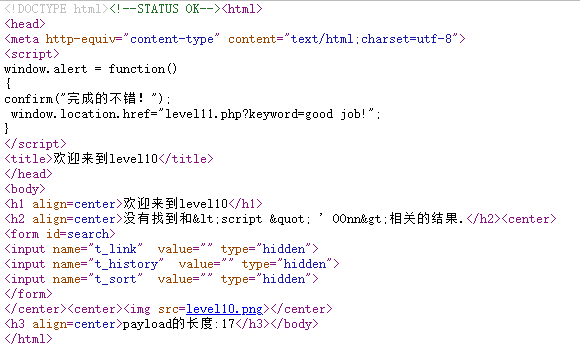 <!DOCTYPE html><!--STATUS OK--><html>
<head>
<meta http-equiv="content-type" content="text/html;charset=utf-8">
<script>
window.alert = function()
{
confirm("完成的不错！");
 window.location.href="level11.php?keyword=good job!";
}
</script>
<title>欢迎来到level10</title>
</head>
<body>
<h1 align=center>欢迎来到level10</h1>
<h2 align=center>没有找到和&lt;script &quot; ' OOnn&gt;相关的结果.</h2><center>
<form id=search>
<input name="t_link"  value="" type="hidden">
<input name="t_history"  value="" type="hidden">
<input name="t_sort"  value="" type="hidden">
</form>
</center><center><img src=level10.png></center>
<h3 align=center>payload的长度:17</h3></body>
</html>